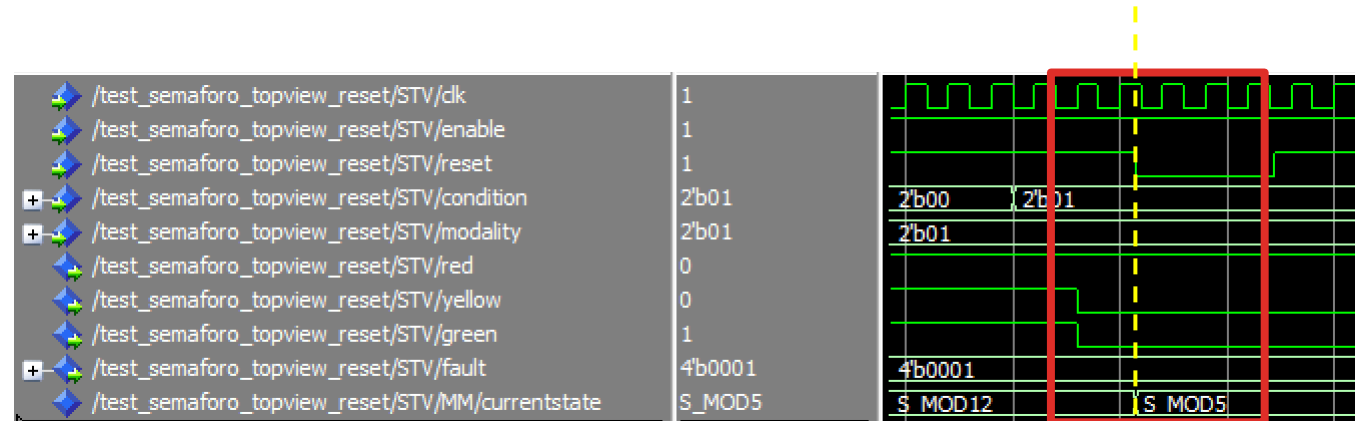 /test_semaforo_topview_reset/STV/clk 1
/test_semaforo_topview_reset/STV/enable 1
/test_semaforo_topview_reset/STV/reset 1
/test_semaforo_topview_reset/STV/condition 2'b01 2'b00 2'b01
/test_semaforo_topview_reset/STV/modality 2'b01 2'b01
/test_semaforo_topview_reset/STV/red 0
/test_semaforo_topview_reset/STV/yellow 0
/test_semaforo_topview_reset/STV/green 1
/test_semaforo_topview_reset/STV/fault 4'b0001 4'b0001
/test_semaforo_topview_reset/STV/MM/currentstate S_MOD5 S_MOD12 S_MOD5